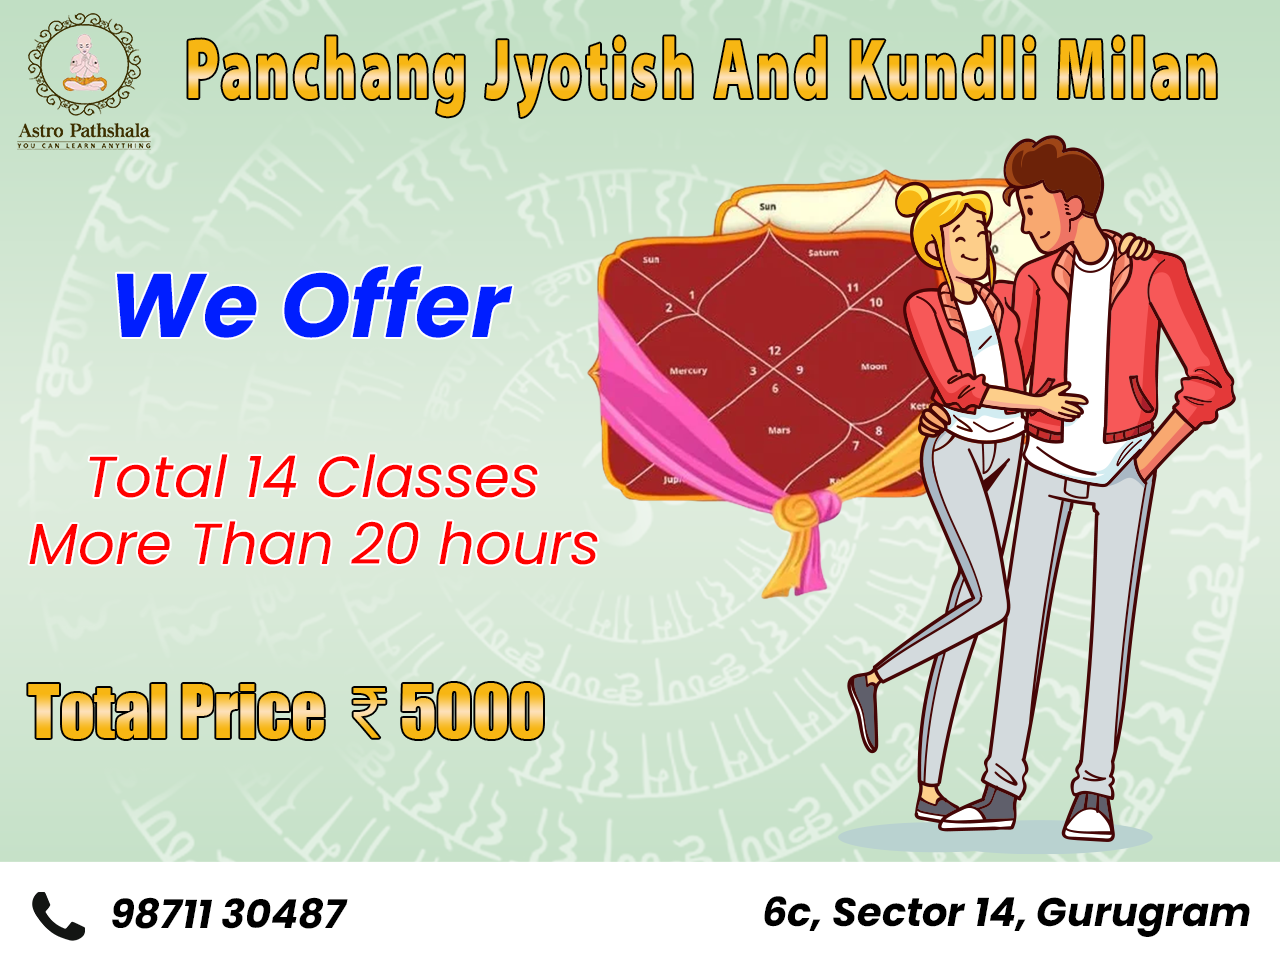 Astro Pathshala
YOU CAN LEARN ANYTHING
Panchang Jyotish And Kundli Milan
We Offer
Total 14 Classes
More Than 20 hours
Total Price ₹ 5000
Sun
Sun
Saturn
1
2
11
10
12
3
9
6
Mercury
Moon
Mars
8
7
98711 30487
6c, Sector 14, Gurugram